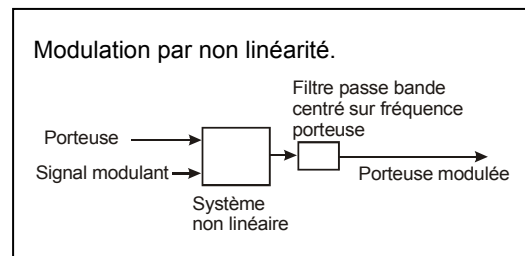 Modulation par non linéarité.
Filtre passe bande
centré sur fréquence
porteuse
Porteuse
Signal modulant
Porteuse modulée
Système
non linéaire